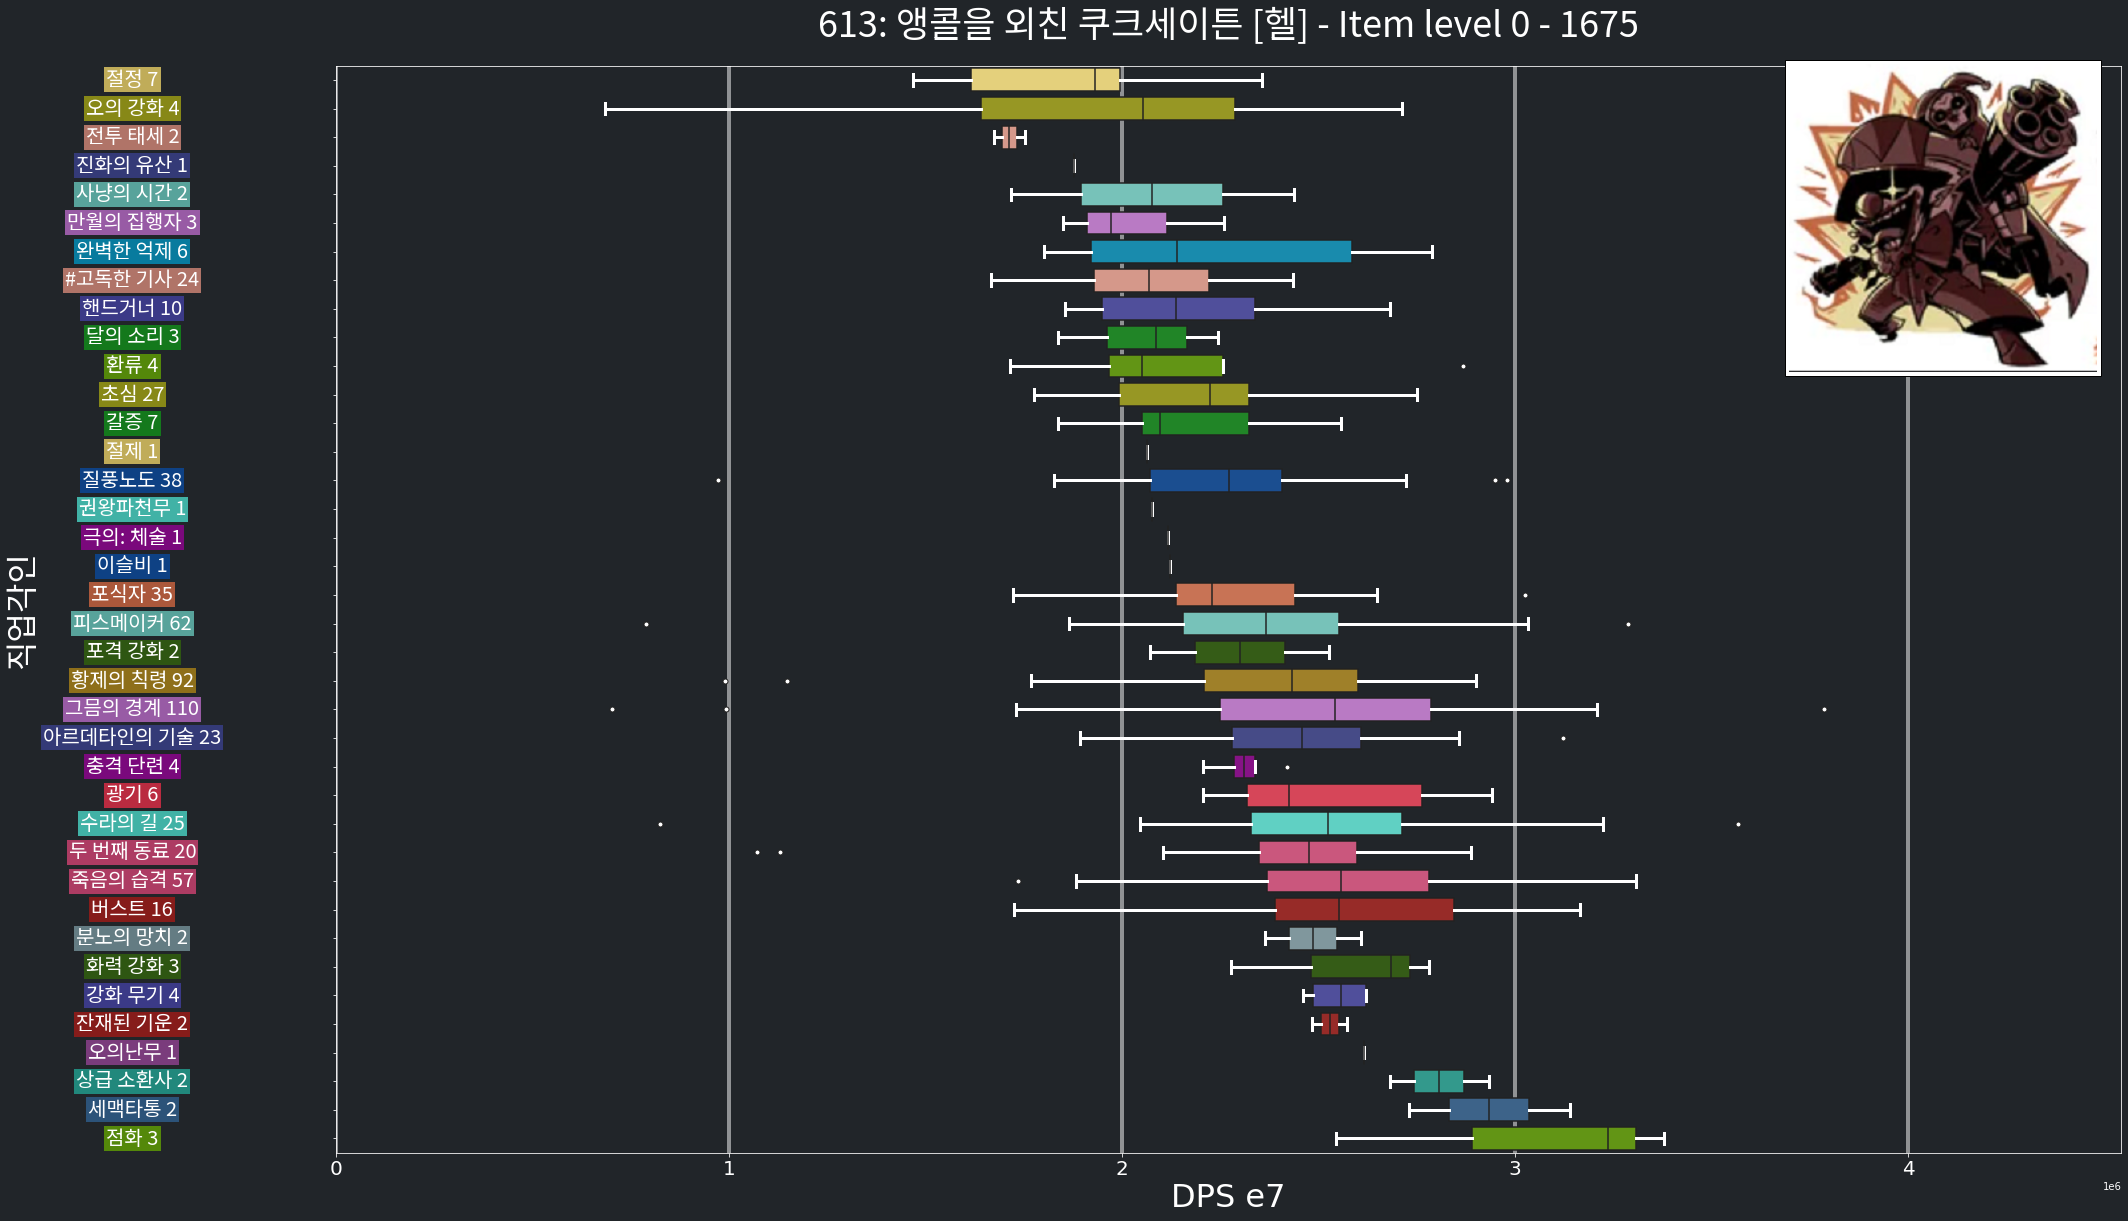 613: 앵콜을 외친 쿠크세이튼 [헬] - Item level 0 - 1675
절정 7
오의 강화 4
전투 태세 2
진화의 유산 1
사냥의 시간 2
만월의 집행자 3
완벽한 억제 6
#고독한 기사 24
핸드거너 10
달의 소리 3
환류 4
초심 27
갈증 7
절제 1
질풍노도 38
권왕파천무 1
극의: 체술 1
이슬비 1
포식자 35
피스메이커 62
포격 강화 2
황제의 칙령 92
그믐의 경계 110
아르데타인의 기술 23
충격 단련 4
광기 6
수라의 길 25
두 번째 동료 20
죽음의 습격 57
버스트 16
분노의 망치 2
화력 강화 3
강화 무기 4
잔재된 기운 2
오의난무 1
상급 소환사 2
세맥타통 2
점화 3
직업각인
0 1 2 3 4
DPS e7
1e6